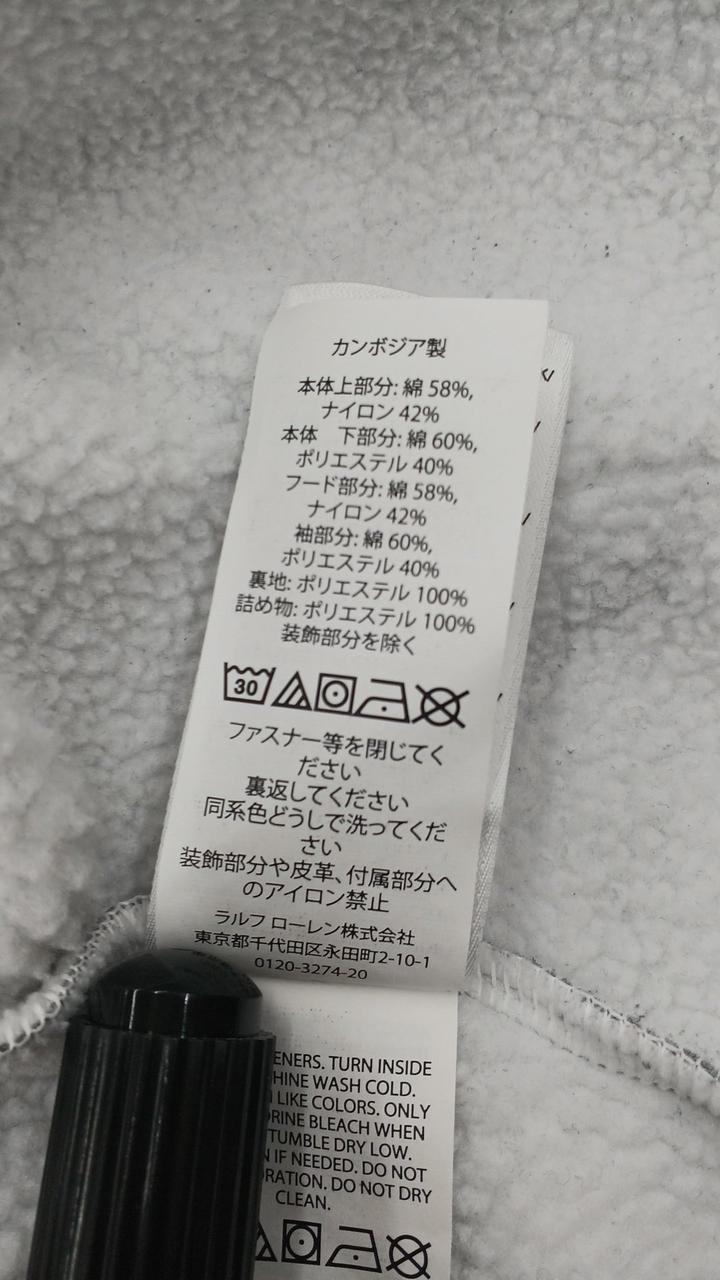 カンボジア製
本体上部分: 綿 58%,
ナイロン 42%
本体　下部分: 綿 60%,
ポリエステル 40%
フード部分: 綿 58%,
ナイロン 42%
袖部分: 綿 60%,
ポリエステル 40%
裏地: ポリエステル 100%
詰め物: ポリエステル 100%
装飾部分を除く
30
ファスナー等を閉じてく
ださい
裏返してください
同系色どうしで洗ってくだ
さい
装飾部分や皮革、付属部分へ
のアイロン禁止
ラルフ ローレン株式会社
東京都千代田区永田町2-10-1
0120-3274-20
ENERS. TURN INSIDE
HINE WASH COLD.
LIKE COLORS. ONLY
ORINE BLEACH WHEN
TUMBLE DRY LOW.
N IF NEEDED. DO NOT
ORATION. DO NOT DRY
CLEAN.